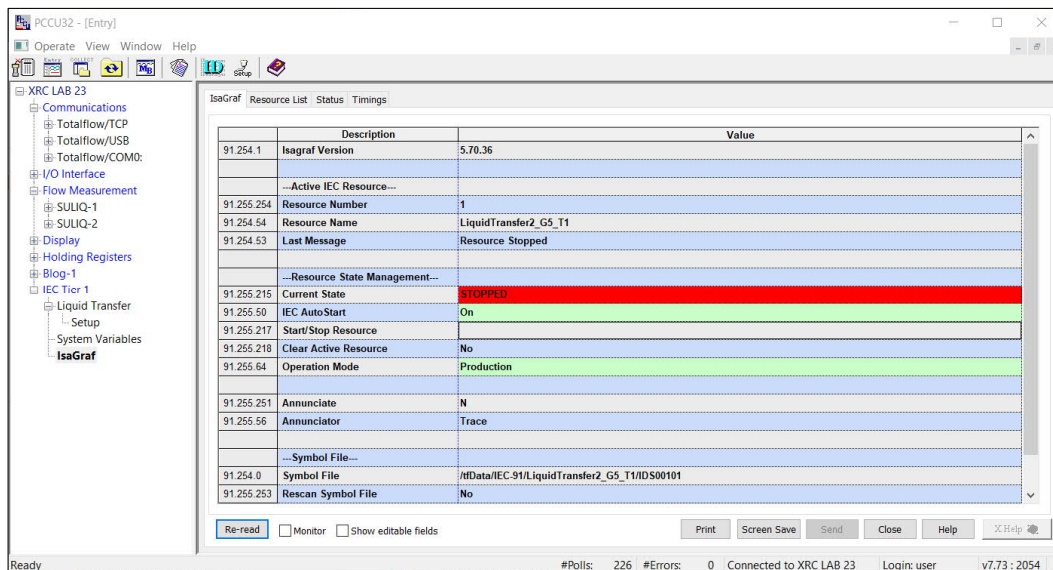 PCCU32 - [Entry]
Operate View Window Help
Entry COLLECT MB ID Setup
XRC LAB 23
Communications
Totalflow/TCP
Totalflow/USB
Totalflow/COM0:
I/O Interface
Flow Measurement
SULIQ-1
SULIQ-2
Display
Holding Registers
Blog-1
IEC Tier 1
Liquid Transfer
Setup
System Variables
IsaGraf
IsaGraf Resource List Status Timings
Description Value
91.254.1 Isagraf Version 5.70.36
---Active IEC Resource---
91.255.254 Resource Number 1
91.254.54 Resource Name LiquidTransfer2_G5_T1
91.254.53 Last Message Resource Stopped
---Resource State Management---
91.255.215 Current State STOPPED
91.255.50 IEC AutoStart On
91.255.217 Start/Stop Resource
91.255.218 Clear Active Resource No
91.255.64 Operation Mode Production
91.255.251 Annunciate N
91.255.56 Annunciator Trace
---Symbol File---
91.254.0 Symbol File /tfData/IEC-91/LiquidTransfer2_G5_T1/IDS00101
91.255.253 Rescan Symbol File No
Re-read Monitor Show editable fields Print Screen Save Send Close Help X Help
Ready #Polls: 226 #Errors: 0 Connected to XRC LAB 23 Login: user v7.73 : 2054